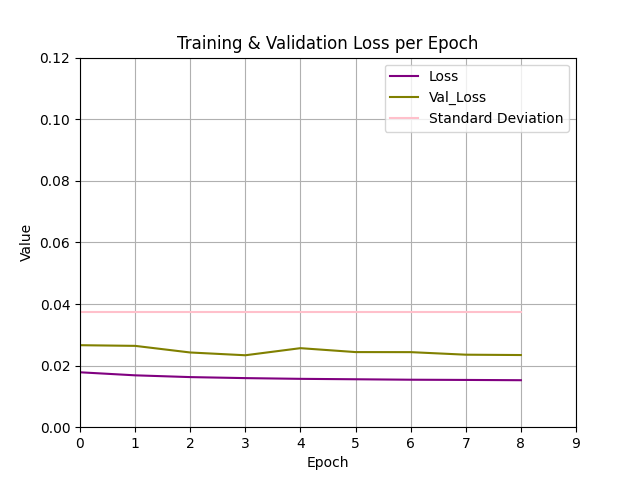 Training & Validation Loss per Epoch
0.12
0.10
0.08
0.06
0.04
0.02
0.00
Value
Loss
Val_Loss
Standard Deviation
0 1 2 3 4 5 6 7 8 9
Epoch